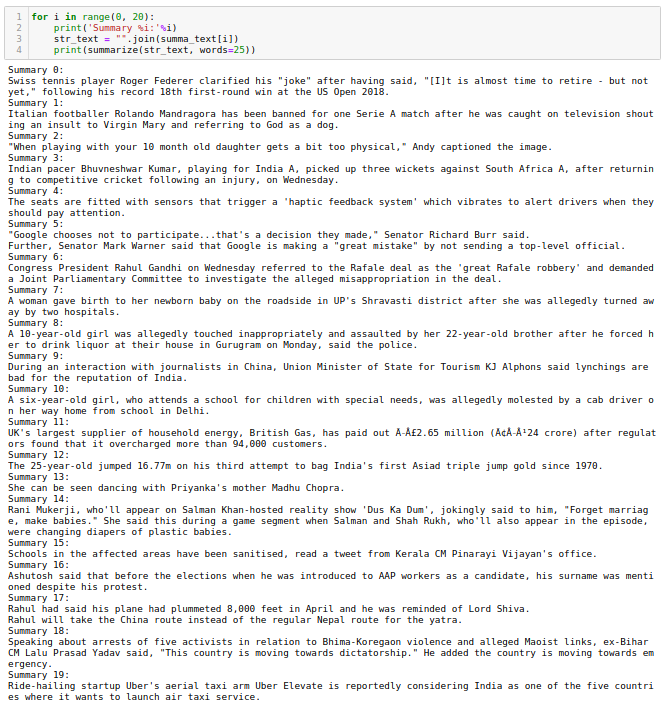 1 for i in range(0, 20):
2     print('Summary %i:'%i)
3     str_text = "".join(summa_text[i])
4     print(summarize(str_text, words=25))
Summary 0:
Swiss tennis player Roger Federer clarified his "joke" after having said, "[I]t is almost time to retire - but not
yet," following his record 18th first-round win at the US Open 2018.
Summary 1:
Italian footballer Rolando Mandragora has been banned for one Serie A match after he was caught on television shout
ing an insult to Virgin Mary and referring to God as a dog.
Summary 2:
"When playing with your 10 month old daughter gets a bit too physical," Andy captioned the image.
Summary 3:
Indian pacer Bhuvneshwar Kumar, playing for India A, picked up three wickets against South Africa A, after returnin
g to competitive cricket following an injury, on Wednesday.
Summary 4:
The seats are fitted with sensors that trigger a 'haptic feedback system' which vibrates to alert drivers when they
should pay attention.
Summary 5:
"Google chooses not to participate...that's a decision they made," Senator Richard Burr said.
Further, Senator Mark Warner said that Google is making a "great mistake" by not sending a top-level official.
Summary 6:
Congress President Rahul Gandhi on Wednesday referred to the Rafale deal as the 'great Rafale robbery' and demanded
a Joint Parliamentary Committee to investigate the alleged misappropriation in the deal.
Summary 7:
A woman gave birth to her newborn baby on the roadside in UP's Shravasti district after she was allegedly turned aw
ay by two hospitals.
Summary 8:
A 10-year-old girl was allegedly touched inappropriately and assaulted by her 22-year-old brother after he forced h
er to drink liquor at their house in Gurugram on Monday, said the police.
Summary 9:
During an interaction with journalists in China, Union Minister of State for Tourism KJ Alphons said lynchings are
bad for the reputation of India.
Summary 10:
A six-year-old girl, who attends a school for children with special needs, was allegedly molested by a cab driver o
n her way home from school in Delhi.
Summary 11:
UK's largest supplier of household energy, British Gas, has paid out Ã‚Â£2.65 million (Ã¢Â‚Â¹24 crore) after regulat
ors found that it overcharged more than 94,000 customers.
Summary 12:
The 25-year-old jumped 16.77m on his third attempt to bag India's first Asiad triple jump gold since 1970.
Summary 13:
She can be seen dancing with Priyanka's mother Madhu Chopra.
Summary 14:
Rani Mukerji, who'll appear on Salman Khan-hosted reality show 'Dus Ka Dum', jokingly said to him, "Forget marriag
e, make babies." She said this during a game segment when Salman and Shah Rukh, who'll also appear in the episode,
were changing diapers of plastic babies.
Summary 15:
Schools in the affected areas have been sanitised, read a tweet from Kerala CM Pinarayi Vijayan's office.
Summary 16:
Ashutosh said that before the elections when he was introduced to AAP workers as a candidate, his surname was menti
oned despite his protest.
Summary 17:
Rahul had said his plane had plummeted 8,000 feet in April and he was reminded of Lord Shiva.
Rahul will take the China route instead of the regular Nepal route for the yatra.
Summary 18:
Speaking about arrests of five activists in relation to Bhima-Koregaon violence and alleged Maoist links, ex-Bihar
CM Lalu Prasad Yadav said, "This country is moving towards dictatorship." He added the country is moving towards em
ergency.
Summary 19:
Ride-hailing startup Uber's aerial taxi arm Uber Elevate is reportedly considering India as one of the five countri
es where it wants to launch air taxi service.